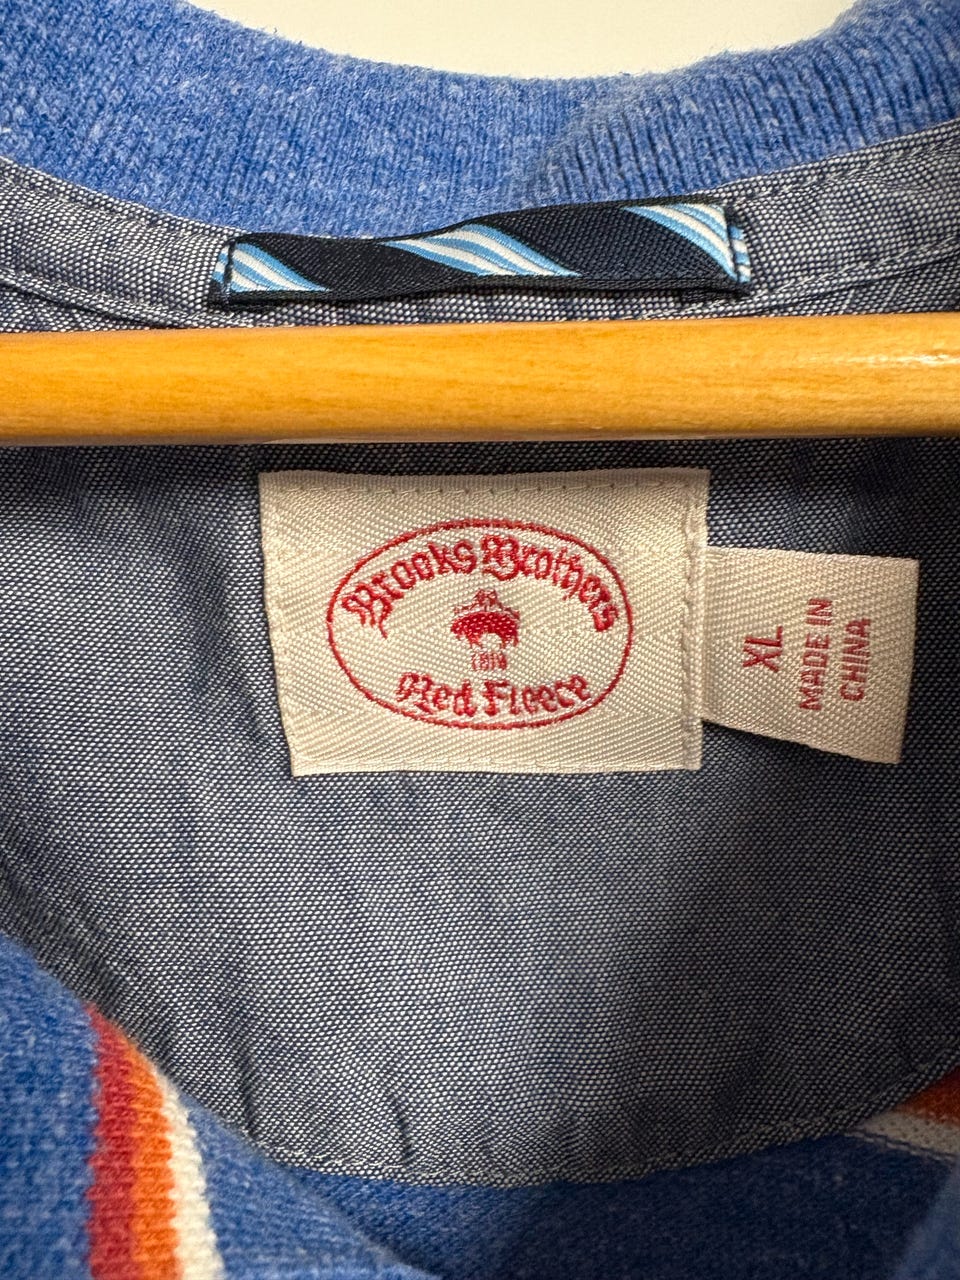 Brooks Brothers
1818
Red Fleece
XL
MADE IN
CHINA